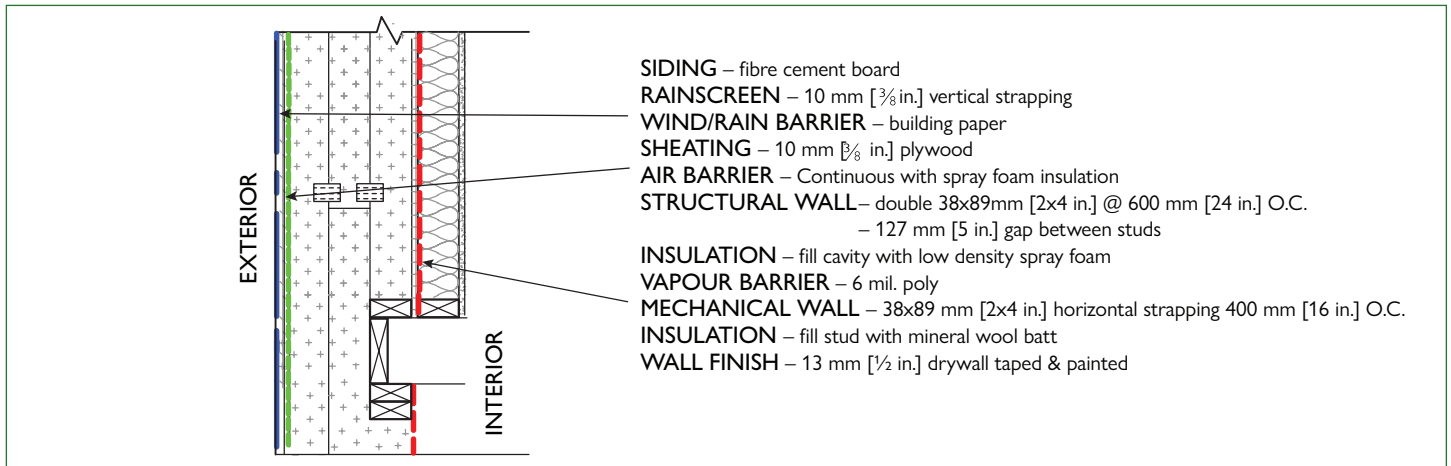 SIDING – fibre cement board
RAINSCREEN – 10 mm [⅜ in.] vertical strapping
WIND/RAIN BARRIER – building paper
SHEATING – 10 mm [⅜ in.] plywood
AIR BARRIER – Continuous with spray foam insulation
STRUCTURAL WALL – double 38x89mm [2x4 in.] @ 600 mm [24 in.] O.C.
– 127 mm [5 in.] gap between studs
INSULATION – fill cavity with low density spray foam
VAPOUR BARRIER – 6 mil. poly
MECHANICAL WALL – 38x89 mm [2x4 in.] horizontal strapping 400 mm [16 in.] O.C.
INSULATION – fill stud with mineral wool batt
WALL FINISH – 13 mm [½ in.] drywall taped & painted
EXTERIOR
INTERIOR